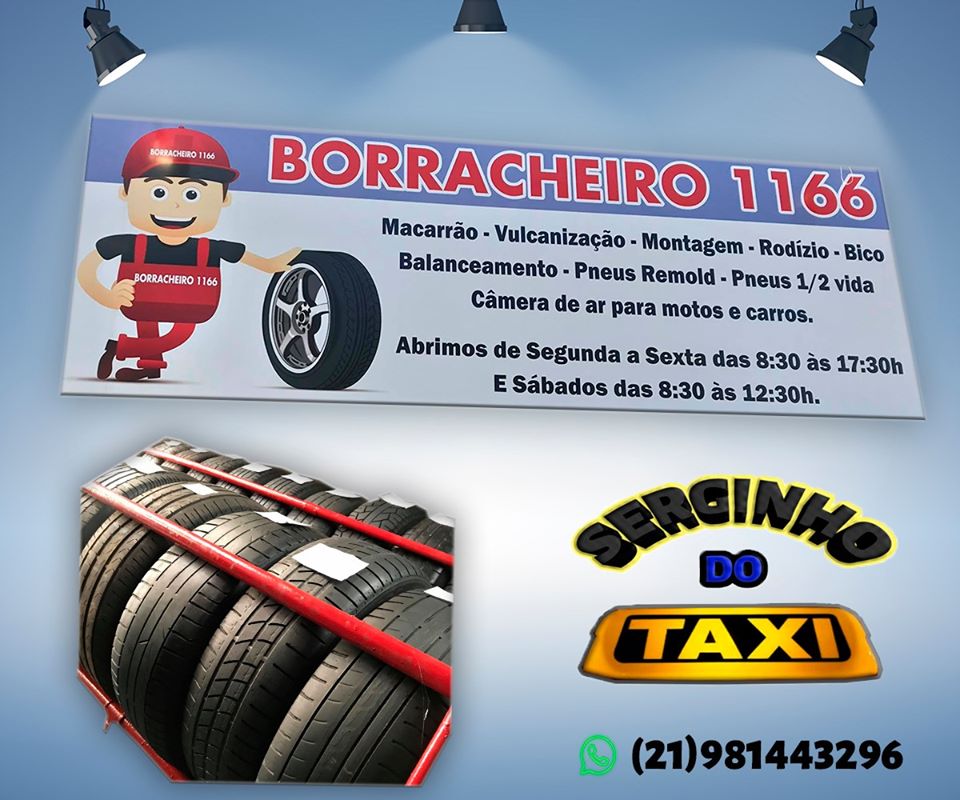 BORRACHEIRO 1166
BORRACHEIRO 1166
Macarrão - Vulcanização - Montagem - Rodízio - Bico
Balanceamento - Pneus Remold - Pneus 1/2 vida
Câmera de ar para motos e carros.
BORRACHEIRO 1166
Abrimos de Segunda a Sexta das 8:30 às 17:30h
E Sábados das 8:30 às 12:30h.
SERGINHO
DO
TAXI
(21)981443296